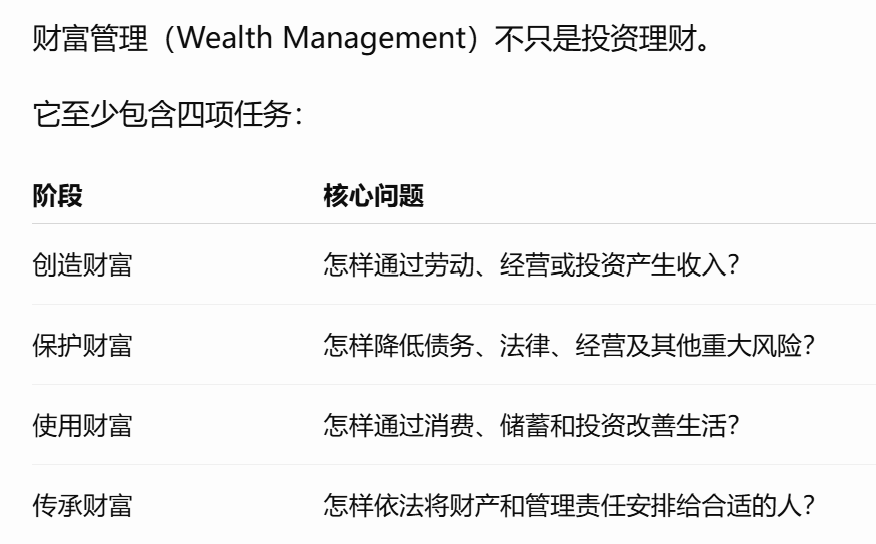 财富管理（Wealth Management）不只是投资理财。
它至少包含四项任务：
阶段 核心问题
创造财富 怎样通过劳动、经营或投资产生收入？
保护财富 怎样降低债务、法律、经营及其他重大风险？
使用财富 怎样通过消费、储蓄和投资改善生活？
传承财富 怎样依法将财产和管理责任安排给合适的人？